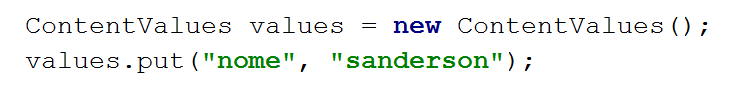 ContentValues values = new ContentValues();
values.put("nome", "sanderson");